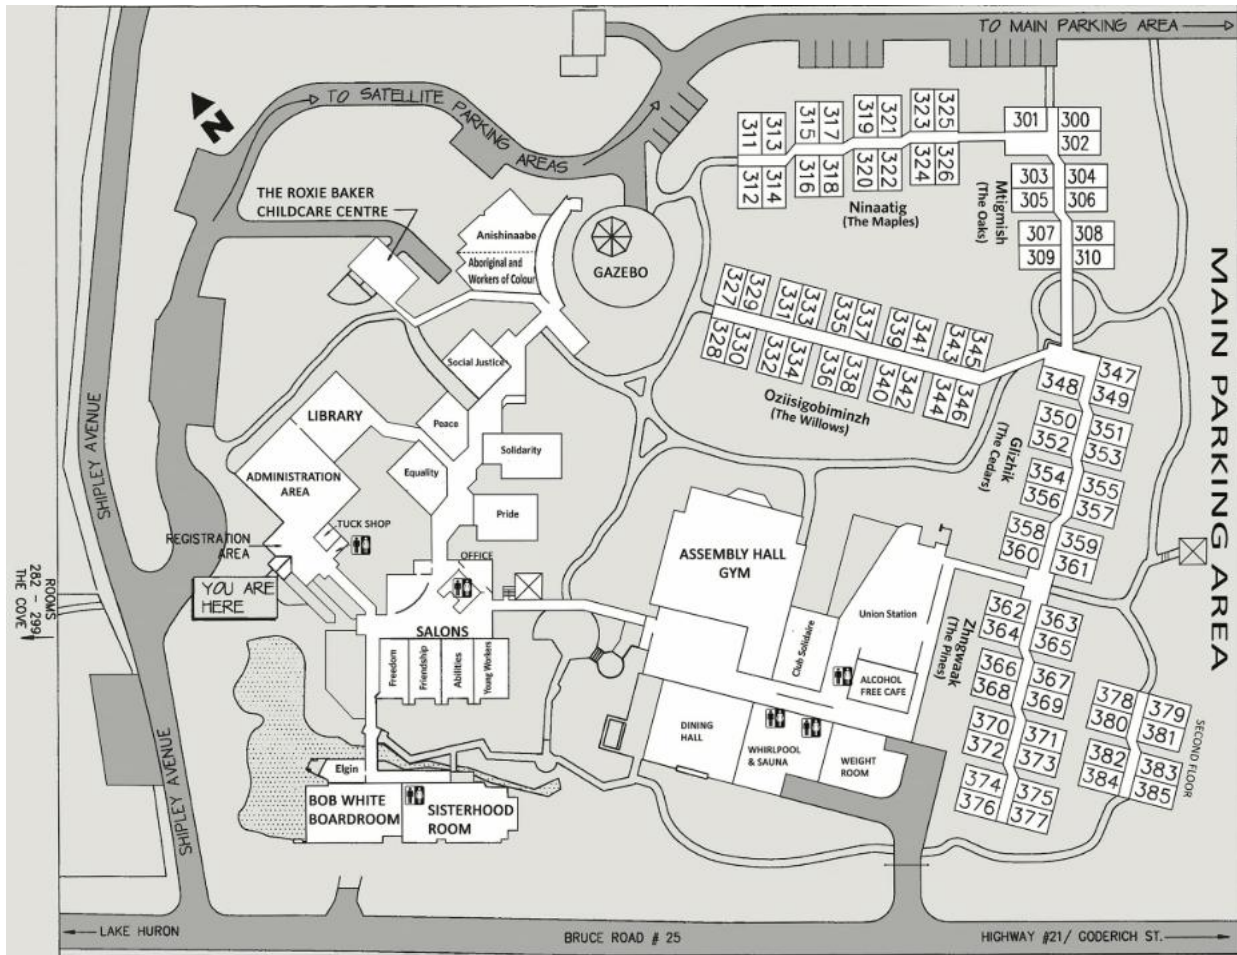 TO MAIN PARKING AREA
TO SATELLITE PARKING AREAS
N
THE ROXIE BAKER
CHILDCARE CENTRE
Anishinaabe
Aboriginal and
Workers of Colour
GAZEBO
311 313 315 317 319 321 323 325
312 314 316 318 320 322 324 326
Ninaatig
(The Maples)
301 300
302
303 304
305 306
307 308
309 310
Mtigmish
(The Oaks)
327 329 331 333 335 337 339 341 343 345
328 330 332 334 336 338 340 342 344 346
Oziisigobiminzh
(The Willows)
348 347
349
350 351
352 353
354 355
356 357
358 359
360 361
Giizhik
(The Cedars)
MAIN PARKING AREA
Social Justice
Peace
Equality
Solidarity
Pride
LIBRARY
ADMINISTRATION
AREA
TUCK SHOP
REGISTRATION
AREA
YOU ARE
HERE
OFFICE
SALONS
Freedom
Friendship
Abilities
Young Workers
Elgin
BOB WHITE
BOARDROOM
SISTERHOOD
ROOM
ASSEMBLY HALL
GYM
Club Solidaire
Union Station
ALCOHOL
FREE CAFE
DINING
HALL
WHIRLPOOL
& SAUNA
WEIGHT
ROOM
362 363
364 365
366 367
368 369
370 371
372 373
374 375
376 377
Zhngwaak
(The Pines)
378 379
380 381
382 383
384 385
SECOND FLOOR
SHIPLEY AVENUE
SHIPLEY AVENUE
ROOMS
282 - 299
THE COVE
LAKE HURON
BRUCE ROAD # 25
HIGHWAY #21/ GODERICH ST.